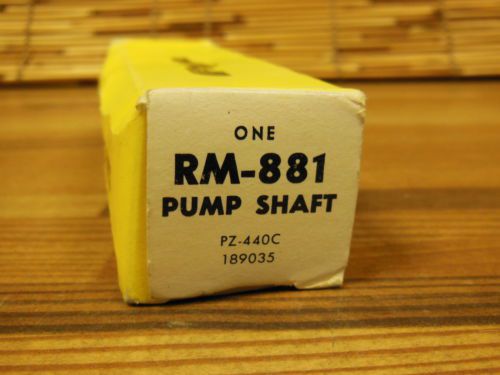 ONE
RM-881
PUMP SHAFT
PZ-440C
189035